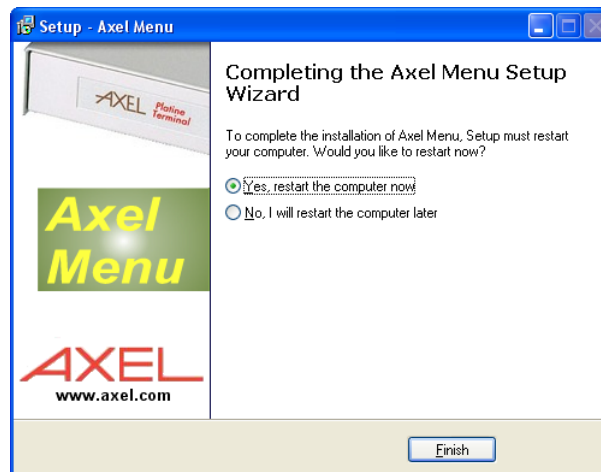 Setup - Axel Menu
AXEL Platine
Terminal
Axel
Menu
AXEL
www.axel.com
Completing the Axel Menu Setup
Wizard
To complete the installation of Axel Menu, Setup must restart
your computer. Would you like to restart now?
Yes, restart the computer now
No, I will restart the computer later
Finish